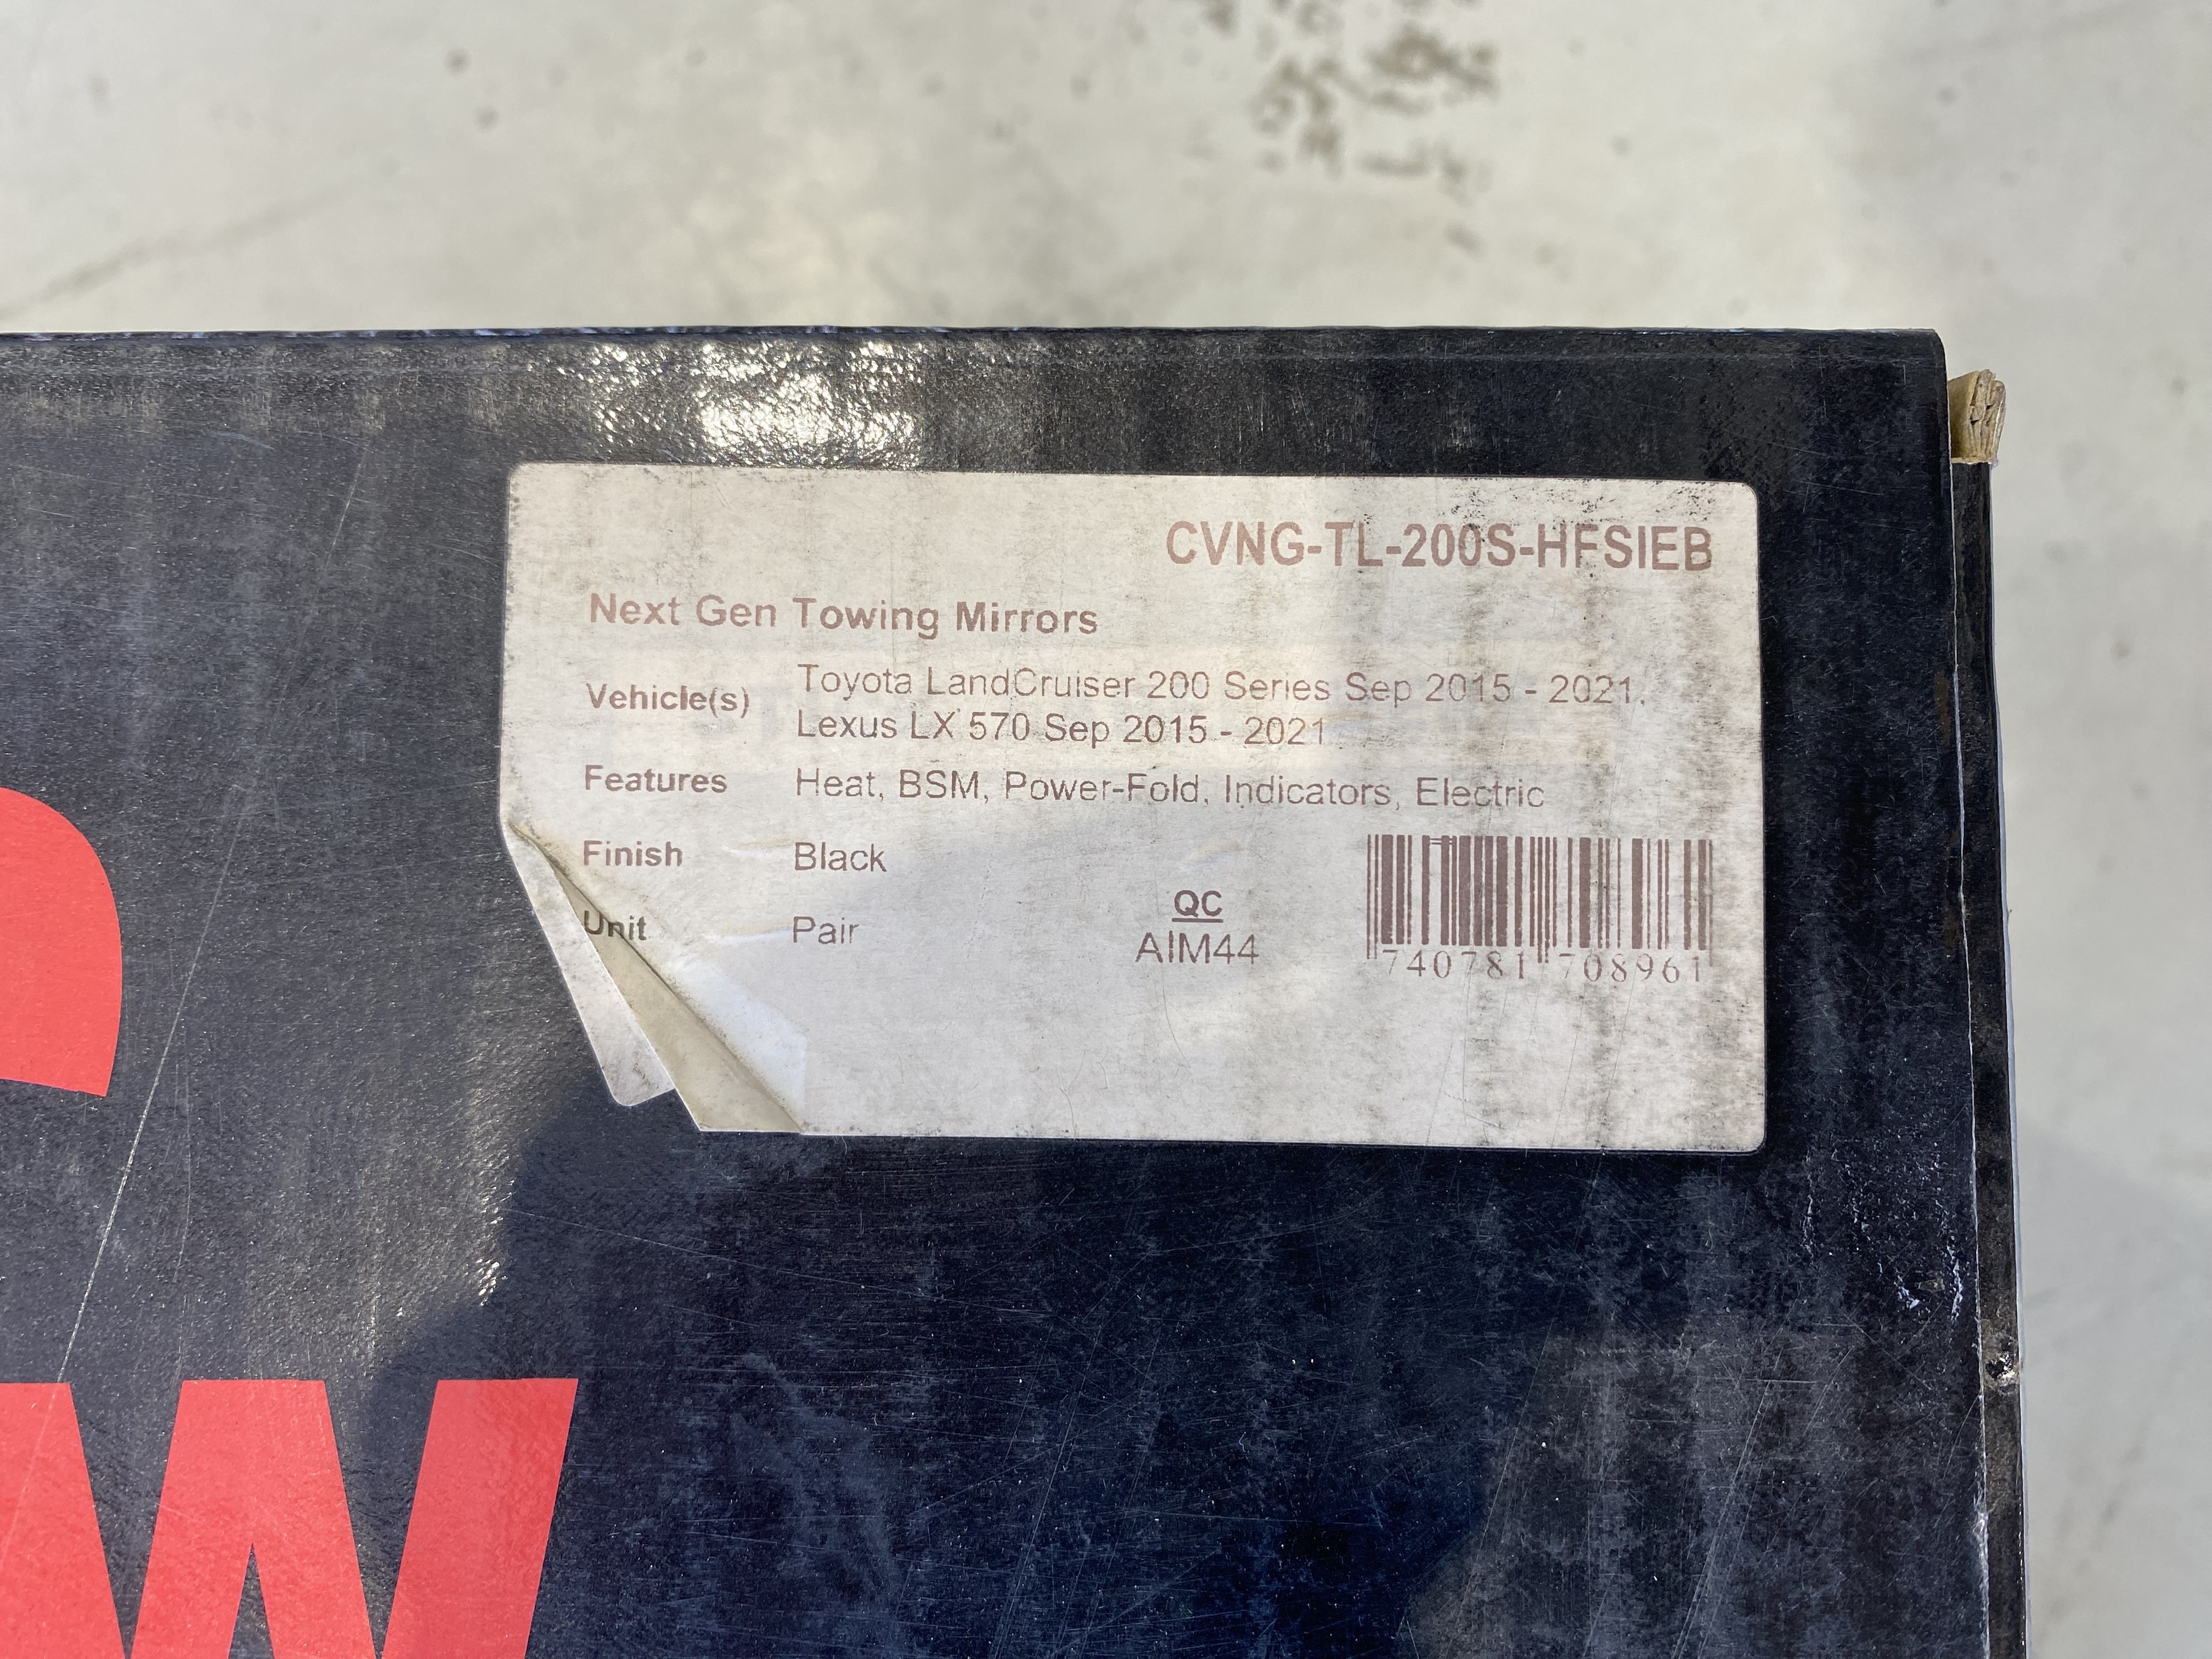 CVNG-TL-200S-HFSIEB
Next Gen Towing Mirrors
Vehicle(s) Toyota LandCruiser 200 Series Sep 2015 - 2021,
Lexus LX 570 Sep 2015 - 2021
Features Heat, BSM, Power-Fold, Indicators, Electric
Finish Black
Unit Pair
QC
AIM44
740781 708961
W